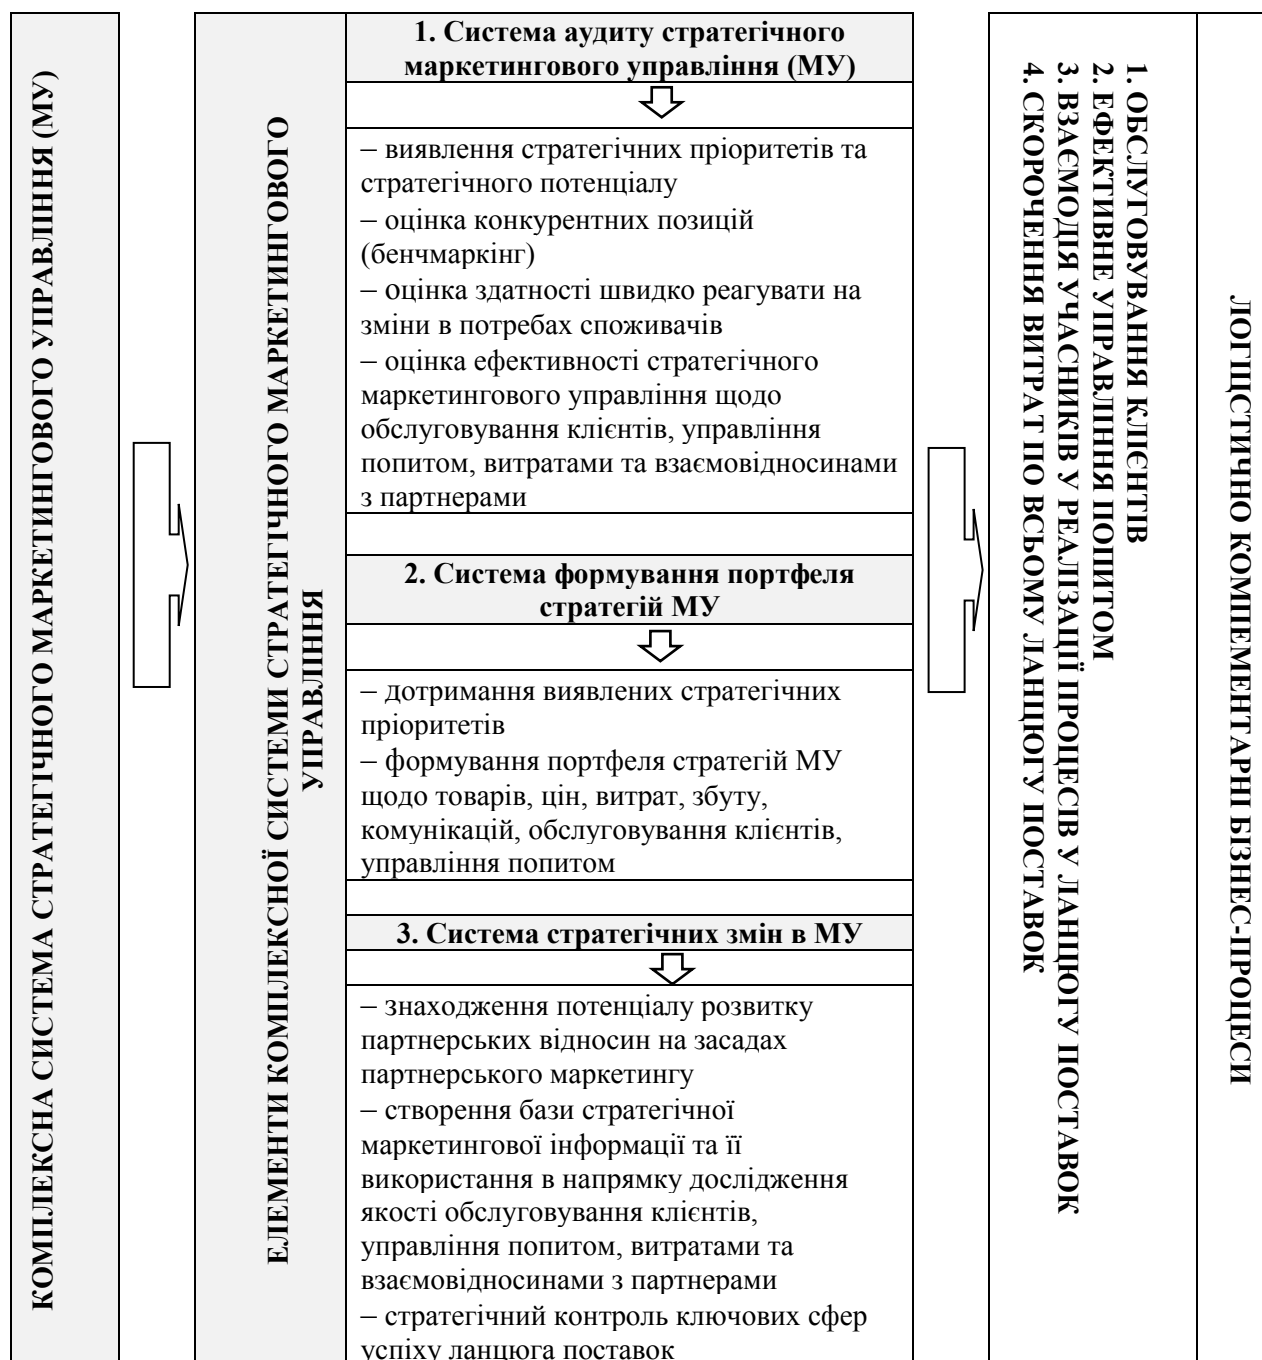 КОМПЛЕКСНА СИСТЕМА СТРАТЕГІЧНОГО МАРКЕТИНГОВОГО УПРАВЛІННЯ (МУ)
ЕЛЕМЕНТИ КОМПЛЕКСНОЇ СИСТЕМИ СТРАТЕГІЧНОГО МАРКЕТИНГОВОГО
УПРАВЛІННЯ
1. Система аудиту стратегічного
маркетингового управління (МУ)
– виявлення стратегічних пріоритетів та
стратегічного потенціалу
– оцінка конкурентних позицій
(бенчмаркінг)
– оцінка здатності швидко реагувати на
зміни в потребах споживачів
– оцінка ефективності стратегічного
маркетингового управління щодо
обслуговування клієнтів, управління
попитом, витратами та взаємовідносинами
з партнерами
2. Система формування портфеля
стратегій МУ
– дотримання виявлених стратегічних
пріоритетів
– формування портфеля стратегій МУ
щодо товарів, цін, витрат, збуту,
комунікацій, обслуговування клієнтів,
управління попитом
3. Система стратегічних змін в МУ
– знаходження потенціалу розвитку
партнерських відносин на засадах
партнерського маркетингу
– створення бази стратегічної
маркетингової інформації та її
використання в напрямку дослідження
якості обслуговування клієнтів,
управління попитом, витратами та
взаємовідносинами з партнерами
– стратегічний контроль ключових сфер
успіху ланцюга поставок
1. ОБСЛУГОВУВАННЯ КЛІЄНТІВ
2. ЕФЕКТИВНЕ УПРАВЛІННЯ ПОПИТОМ
3. ВЗАЄМОДІЯ УЧАСНИКІВ У РЕАЛІЗАЦІЇ ПРОЦЕСІВ У ЛАНЦЮГУ ПОСТАВОК
4. СКОРОЧЕННЯ ВИТРАТ ПО ВСЬОМУ ЛАНЦЮГУ ПОСТАВОК
ЛОГІЦСТИЧНО КОМПЕМЕНТАРНІ БІЗНЕС-ПРОЦЕСИ